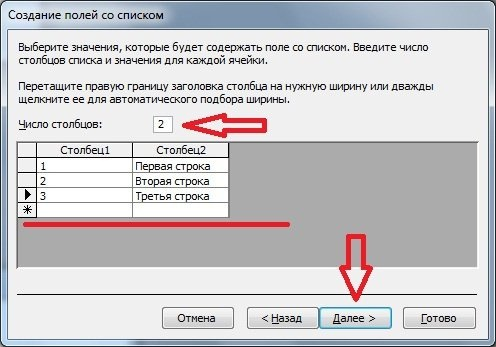 Создание полей со списком
Выберите значения, которые будет содержать поле со списком. Введите число
столбцов списка и значения для каждой ячейки.
Перетащите правую границу заголовка столбца на нужную ширину или дважды
щелкните ее для автоматического подбора ширины.
Число столбцов: 2
Столбец1 Столбец2
1 Первая строка
2 Вторая строка
3 Третья строка
Отмена < Назад Далее > Готово